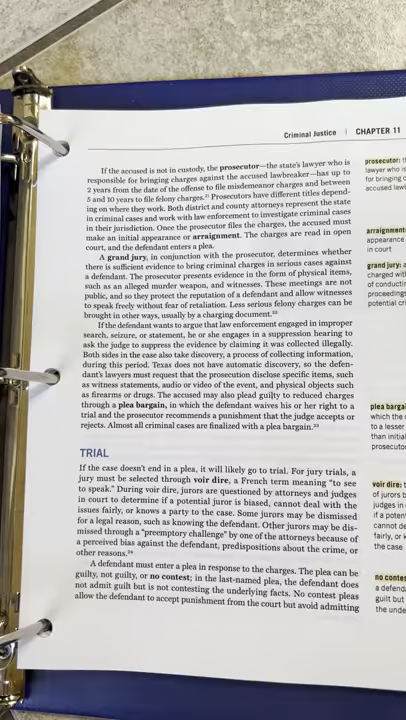 Criminal Justice | CHAPTER 11
If the accused is not in custody, the prosecutor—the state's lawyer who is
responsible for bringing charges against the accused lawbreaker—has up to
2 years from the date of the offense to file misdemeanor charges and between
5 and 10 years to file felony charges.²¹ Prosecutors have different titles depend-
ing on where they work. Both district and county attorneys represent the state
in criminal cases and work with law enforcement to investigate criminal cases
in their jurisdiction. Once the prosecutor files the charges, the accused must
make an initial appearance or arraignment. The charges are read in open
court, and the defendant enters a plea.
A grand jury, in conjunction with the prosecutor, determines whether
there is sufficient evidence to bring criminal charges in serious cases against
a defendant. The prosecutor presents evidence in the form of physical items,
such as an alleged murder weapon, and witnesses. These meetings are not
public, and so they protect the reputation of a defendant and allow witnesses
to speak freely without fear of retaliation. Less serious felony charges can be
brought in other ways, usually by a charging document.²²
If the defendant wants to argue that law enforcement engaged in improper
search, seizure, or statement, he or she engages in a suppression hearing to
ask the judge to suppress the evidence by claiming it was collected illegally.
Both sides in the case also take discovery, a process of collecting information,
during this period. Texas does not have automatic discovery, so the defen-
dant's lawyers must request that the prosecution disclose specific items, such
as witness statements, audio or video of the event, and physical objects such
as firearms or drugs. The accused may also plead guilty to reduced charges
through a plea bargain, in which the defendant waives his or her right to a
trial and the prosecutor recommends a punishment that the judge accepts or
rejects. Almost all criminal cases are finalized with a plea bargain.²³
TRIAL
If the case doesn't end in a plea, it will likely go to trial. For jury trials, a
jury must be selected through voir dire, a French term meaning "to see
to speak." During voir dire, jurors are questioned by attorneys and judges
in court to determine if a potential juror is biased, cannot deal with the
issues fairly, or knows a party to the case. Some jurors may be dismissed
for a legal reason, such as knowing the defendant. Other jurors may be dis-
missed through a "preemptory challenge" by one of the attorneys because of
a perceived bias against the defendant, predispositions about the crime, or
other reasons.²⁴
A defendant must enter a plea in response to the charges. The plea can be
guilty, not guilty, or no contest; in the last-named plea, the defendant does
not admit guilt but is not contesting the underlying facts. No contest pleas
allow the defendant to accept punishment from the court but avoid admitting
prosecutor:
lawyer who is
for bringing
accused
arraignment:
appearance
in court
grand jury:
charged
of
proceedings
potential
plea
which the
to a lesser
than initial
prosecutor
voir dire:
of jurors
judges in
if a
cannot
fairly, or
the case
no
a
guilt but
the